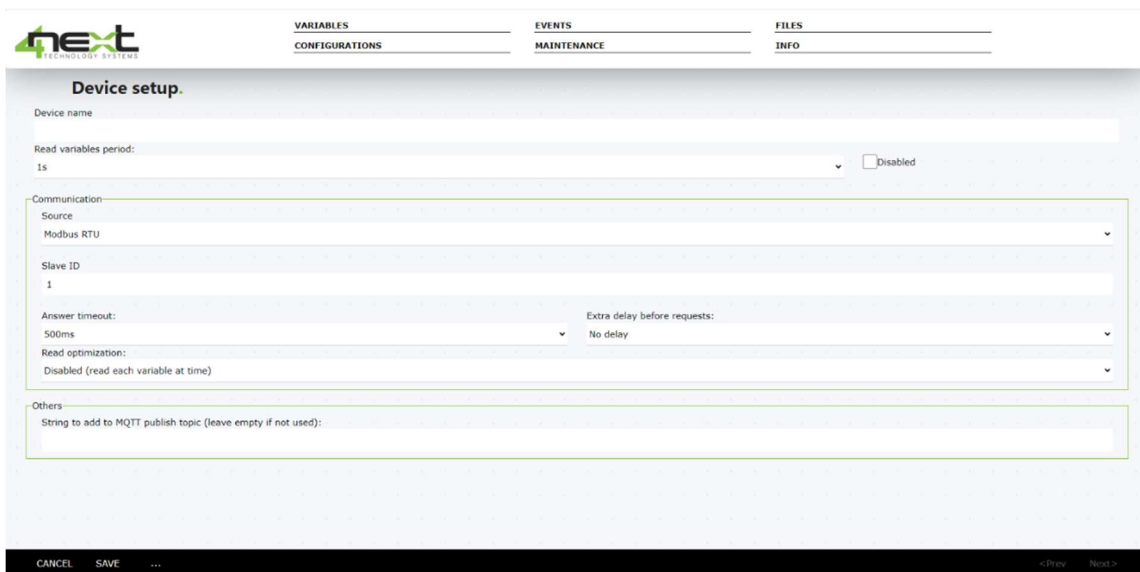 4next
TECHNOLOGY SYSTEMS
VARIABLES
EVENTS
FILES
CONFIGURATIONS
MAINTENANCE
INFO
Device setup.
Device name
Read variables period:
1s
Disabled
Communication
Source
Modbus RTU
Slave ID
1
Answer timeout:
Extra delay before requests:
500ms
No delay
Read optimization:
Disabled (read each variable at time)
Others
String to add to MQTT publish topic (leave empty if not used):
CANCEL SAVE ... <Prev Next>